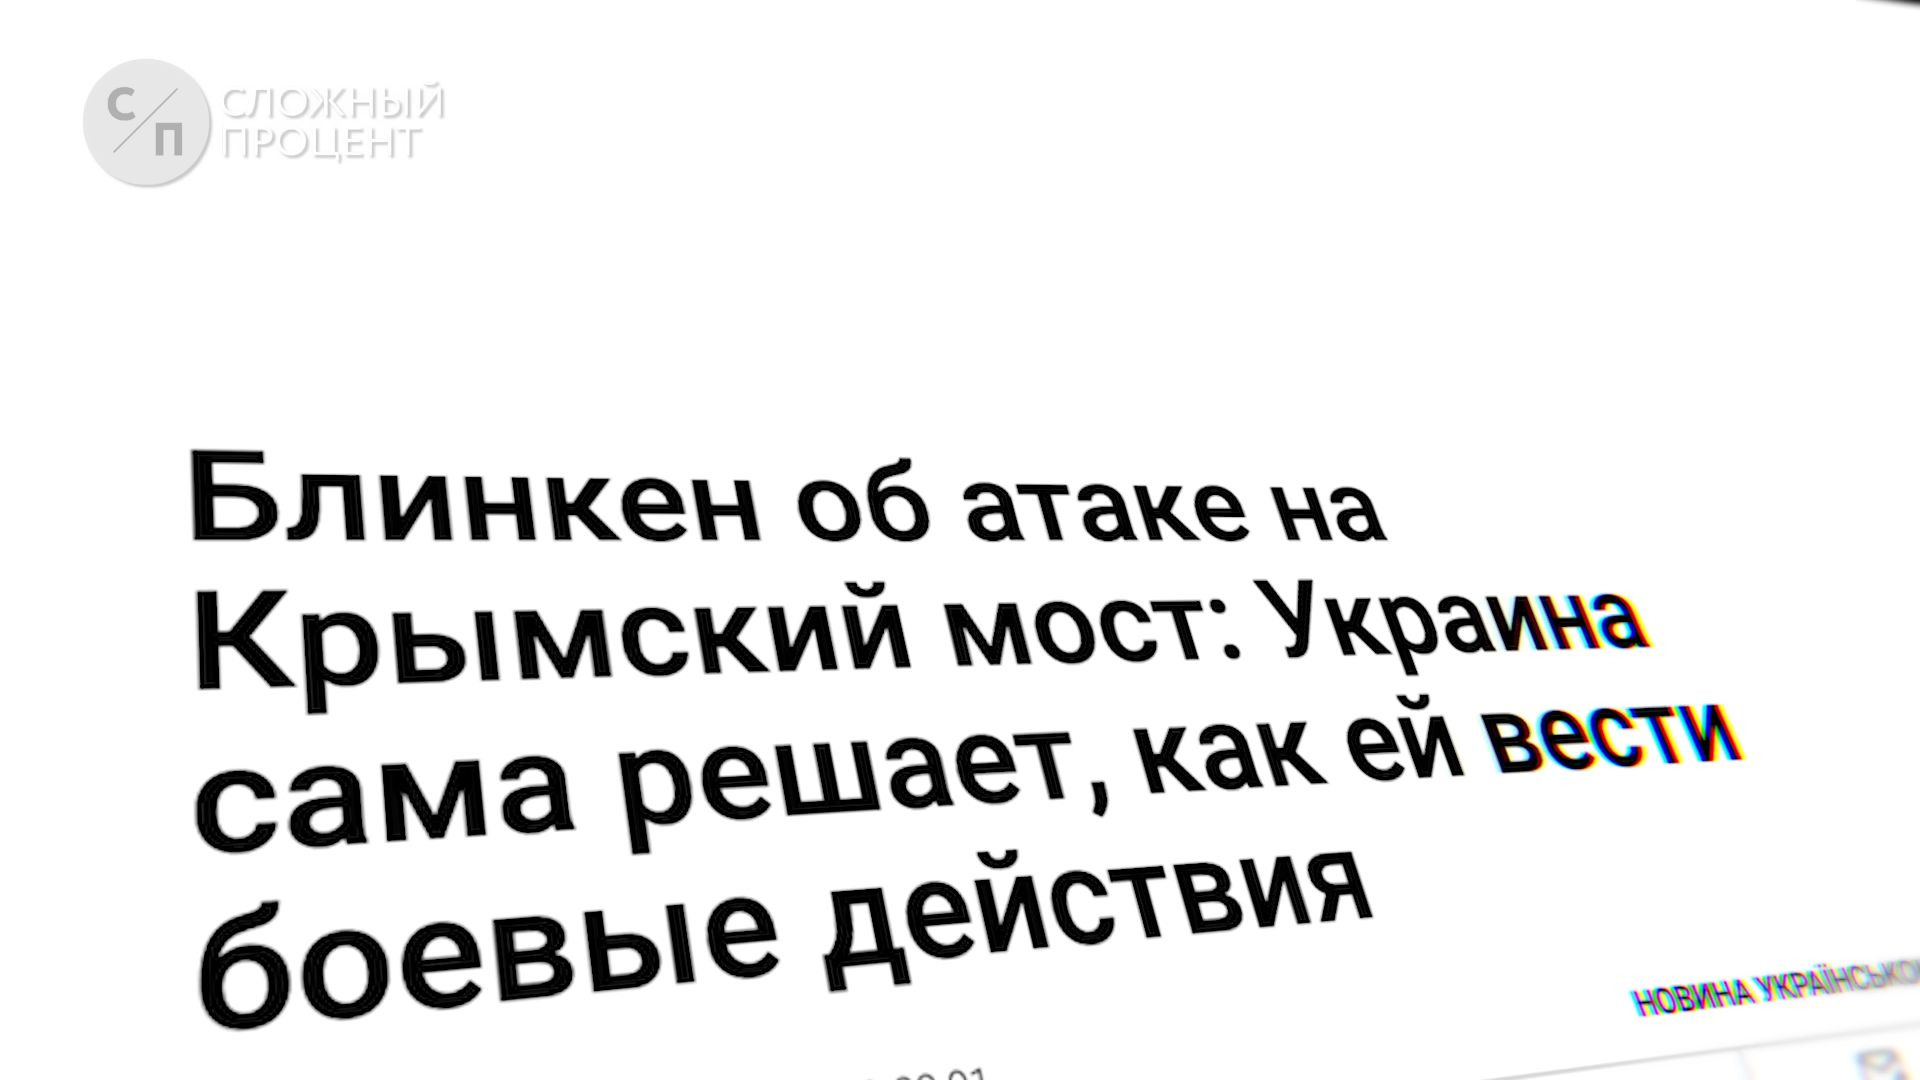 СЛОЖНЫЙ
ПРОЦЕНТ
С/П
Блинкен об атаке на
Крымский мост: Украина
сама решает, как ей вести
боевые действия
НОВИНА УКРАЇНСЬКО